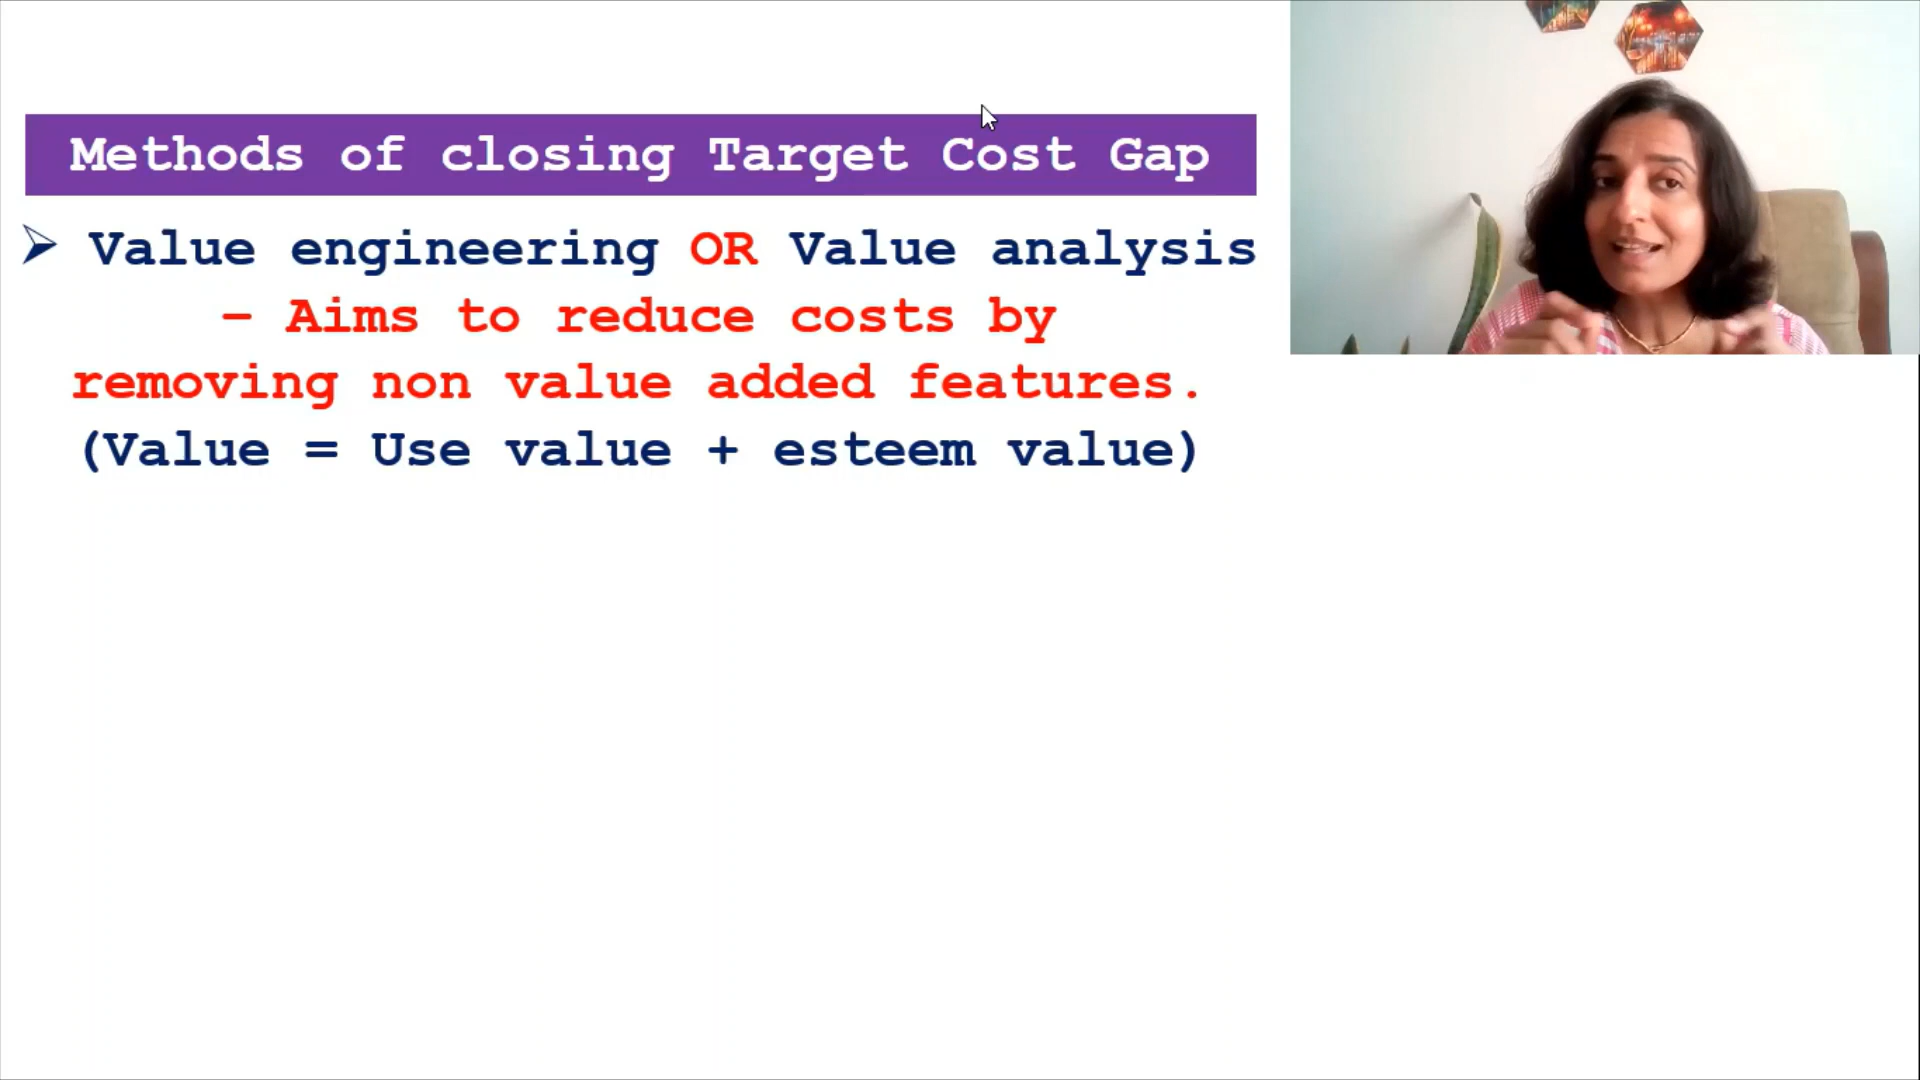 Methods of closing Target Cost Gap
➢ Value engineering OR Value analysis
– Aims to reduce costs by
removing non value added features.
(Value = Use value + esteem value)